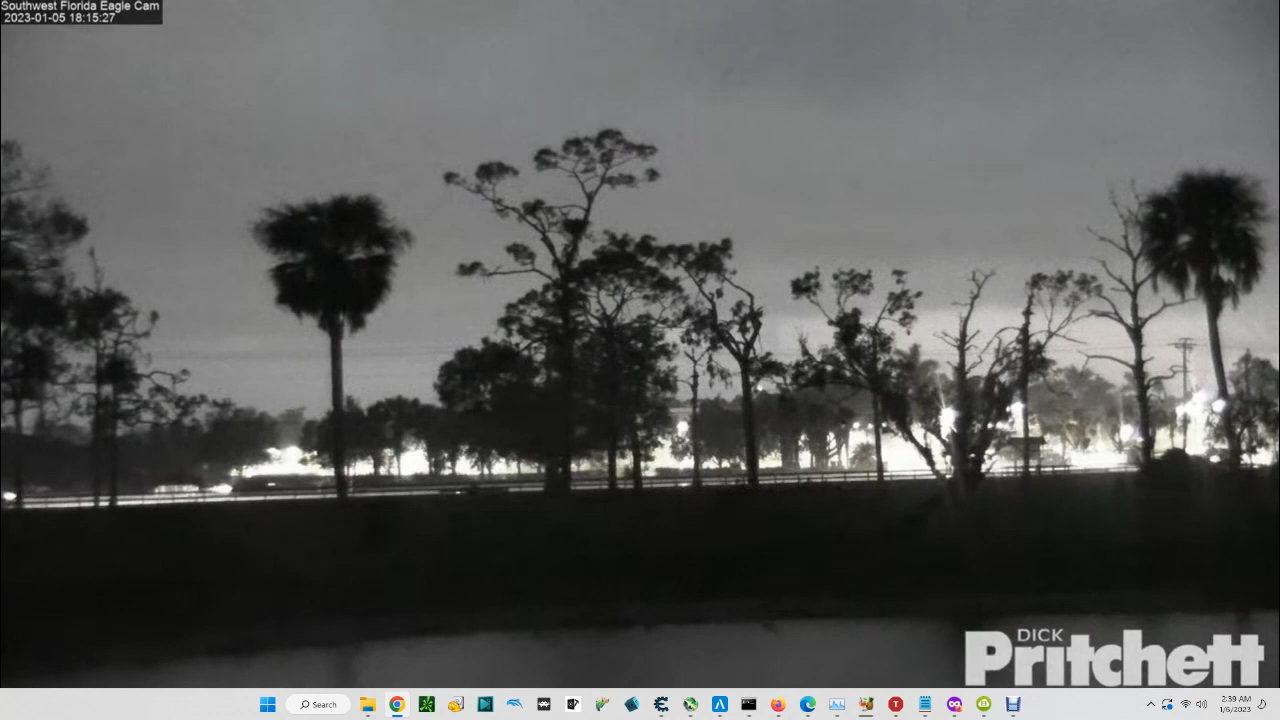 Southwest Florida Eagle Cam
2023-01-05 18:15:27
DICK
Pritchett
Search
2:39 AM
1/6/2023